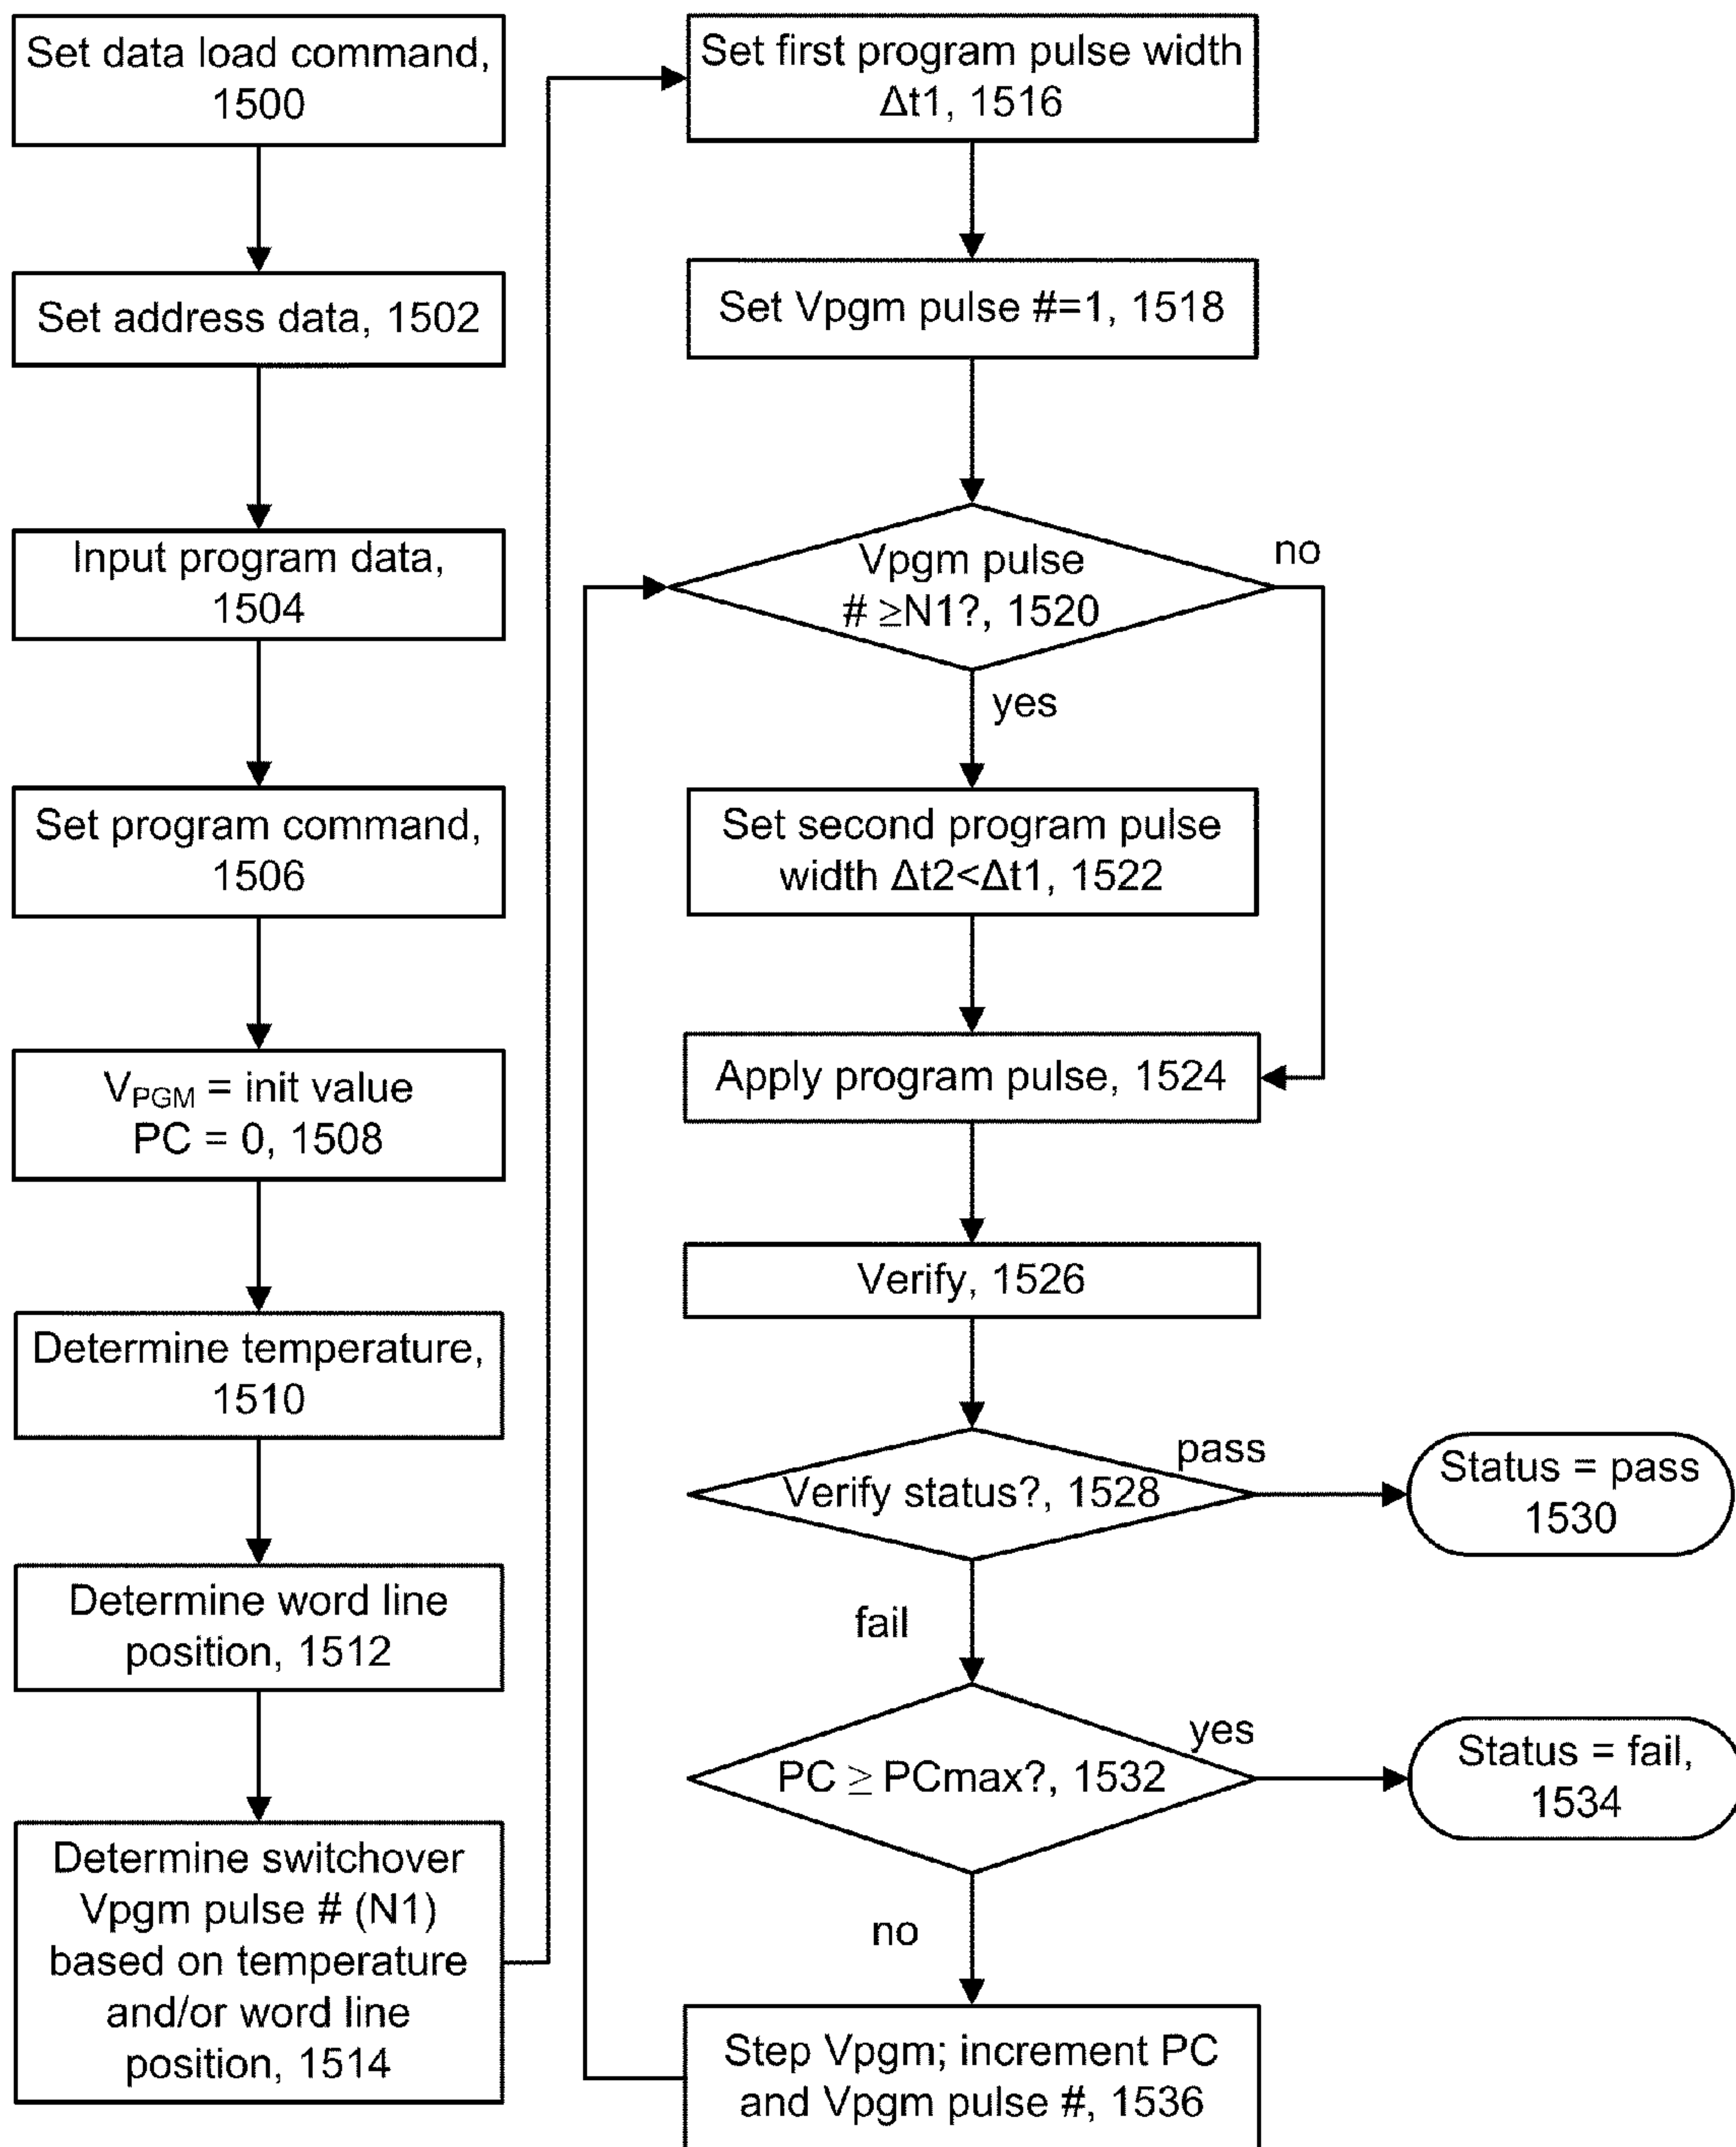 Set data load command,
1500
Set address data, 1502
Input program data,
1504
Set program command,
1506
VPGM = init value
PC = 0, 1508
Determine temperature,
1510
Determine word line
position, 1512
Determine switchover
Vpgm pulse # (N1)
based on temperature
and/or word line
position, 1514
Set first program pulse width
Δt1, 1516
Set Vpgm pulse #=1, 1518
Vpgm pulse
# ≥N1?, 1520
no
yes
Set second program pulse
width Δt2<Δt1, 1522
Apply program pulse, 1524
Verify, 1526
Verify status?, 1528
pass
Status = pass
1530
fail
PC ≥ PCmax?, 1532
yes
Status = fail,
1534
no
Step Vpgm; increment PC
and Vpgm pulse #, 1536